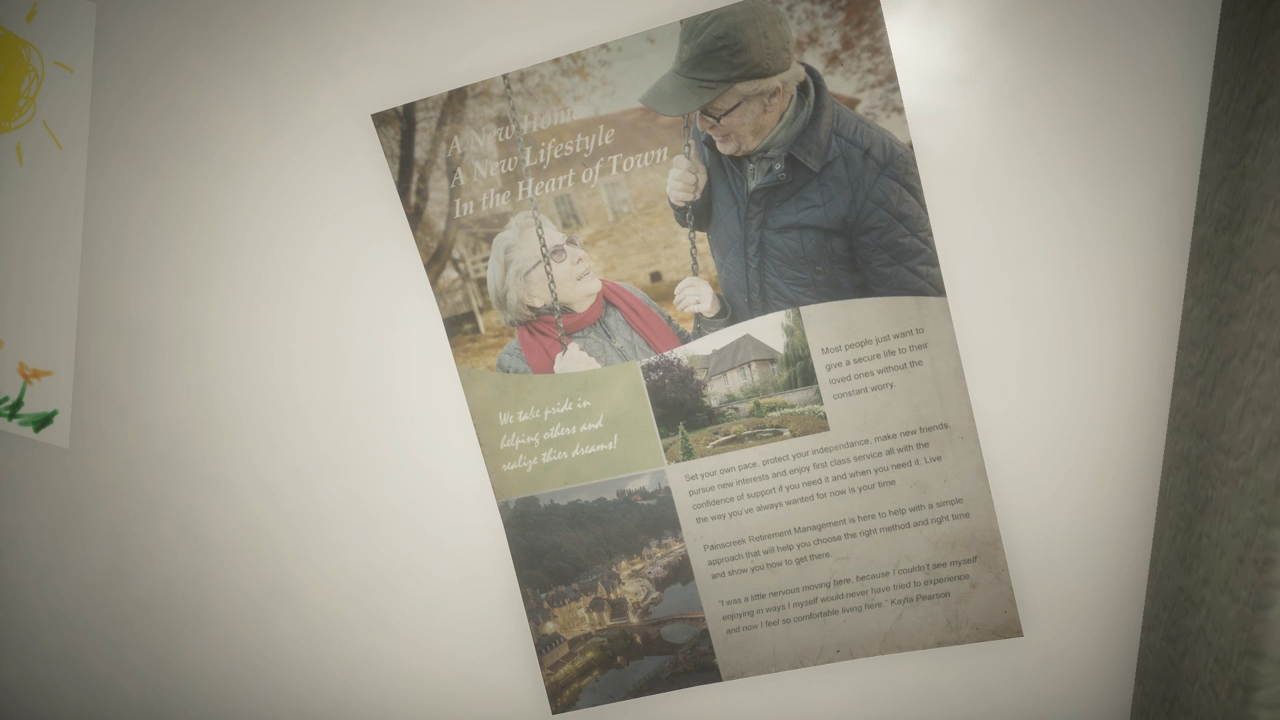 A New Home
A New Lifestyle
In the Heart of Town
We take pride in
helping others and
realize thier dreams!
Most people just want to
give a secure life to their
loved ones without the
constant worry.
Set your own pace, protect your independance, make new friends,
pursue new interests and enjoy first class service all with the
confidence of support if you need it and when you need it. Live
the way you've always wanted for now is your time
Painscreek Retirement Management is here to help with a simple
approach that will help you choose the right method and right time
and show you how to get there.
"I was a little nervous moving here, because I couldn't see myself
enjoying in ways I myself would never have tried to experience
and now I feel so comfortable living here." Kayla Pearson